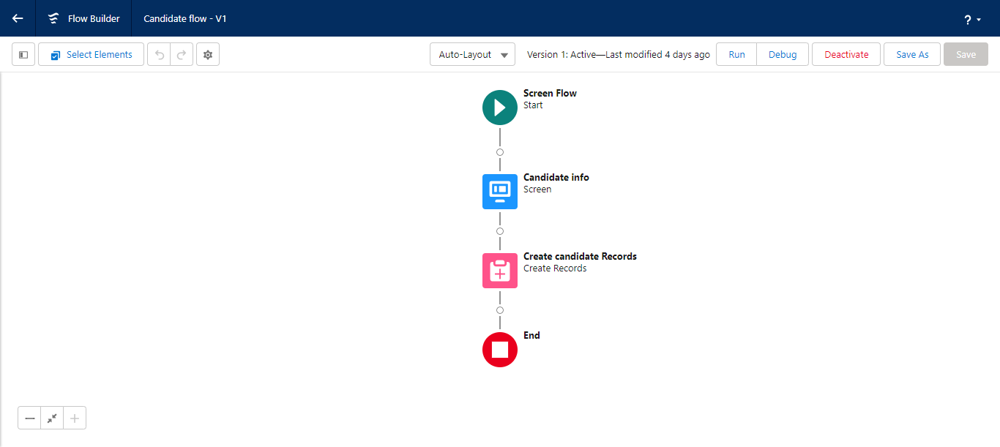 Flow Builder
Candidate flow - V1
?
Select Elements
Auto-Layout
Version 1: Active—Last modified 4 days ago
Run
Debug
Deactivate
Save As
Save
Screen Flow
Start
Candidate info
Screen
Create candidate Records
Create Records
End